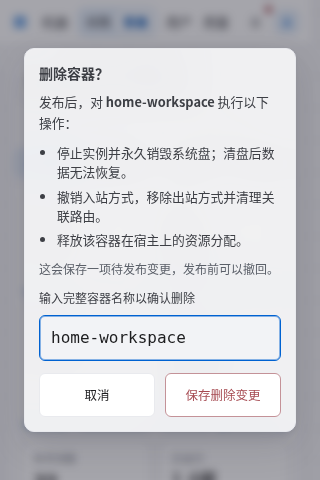 删除容器?
发布后，对 home-workspace 执行以下
操作：
停止实例并永久销毁系统盘；清盘后数
据无法恢复。
撤销入站方式，移除出站方式并清理关
联路由。
释放该容器在宿主上的资源分配。
这会保存一项待发布变更，发布前可以撤回。
输入完整容器名称以确认删除
home-workspace
取消
保存删除变更